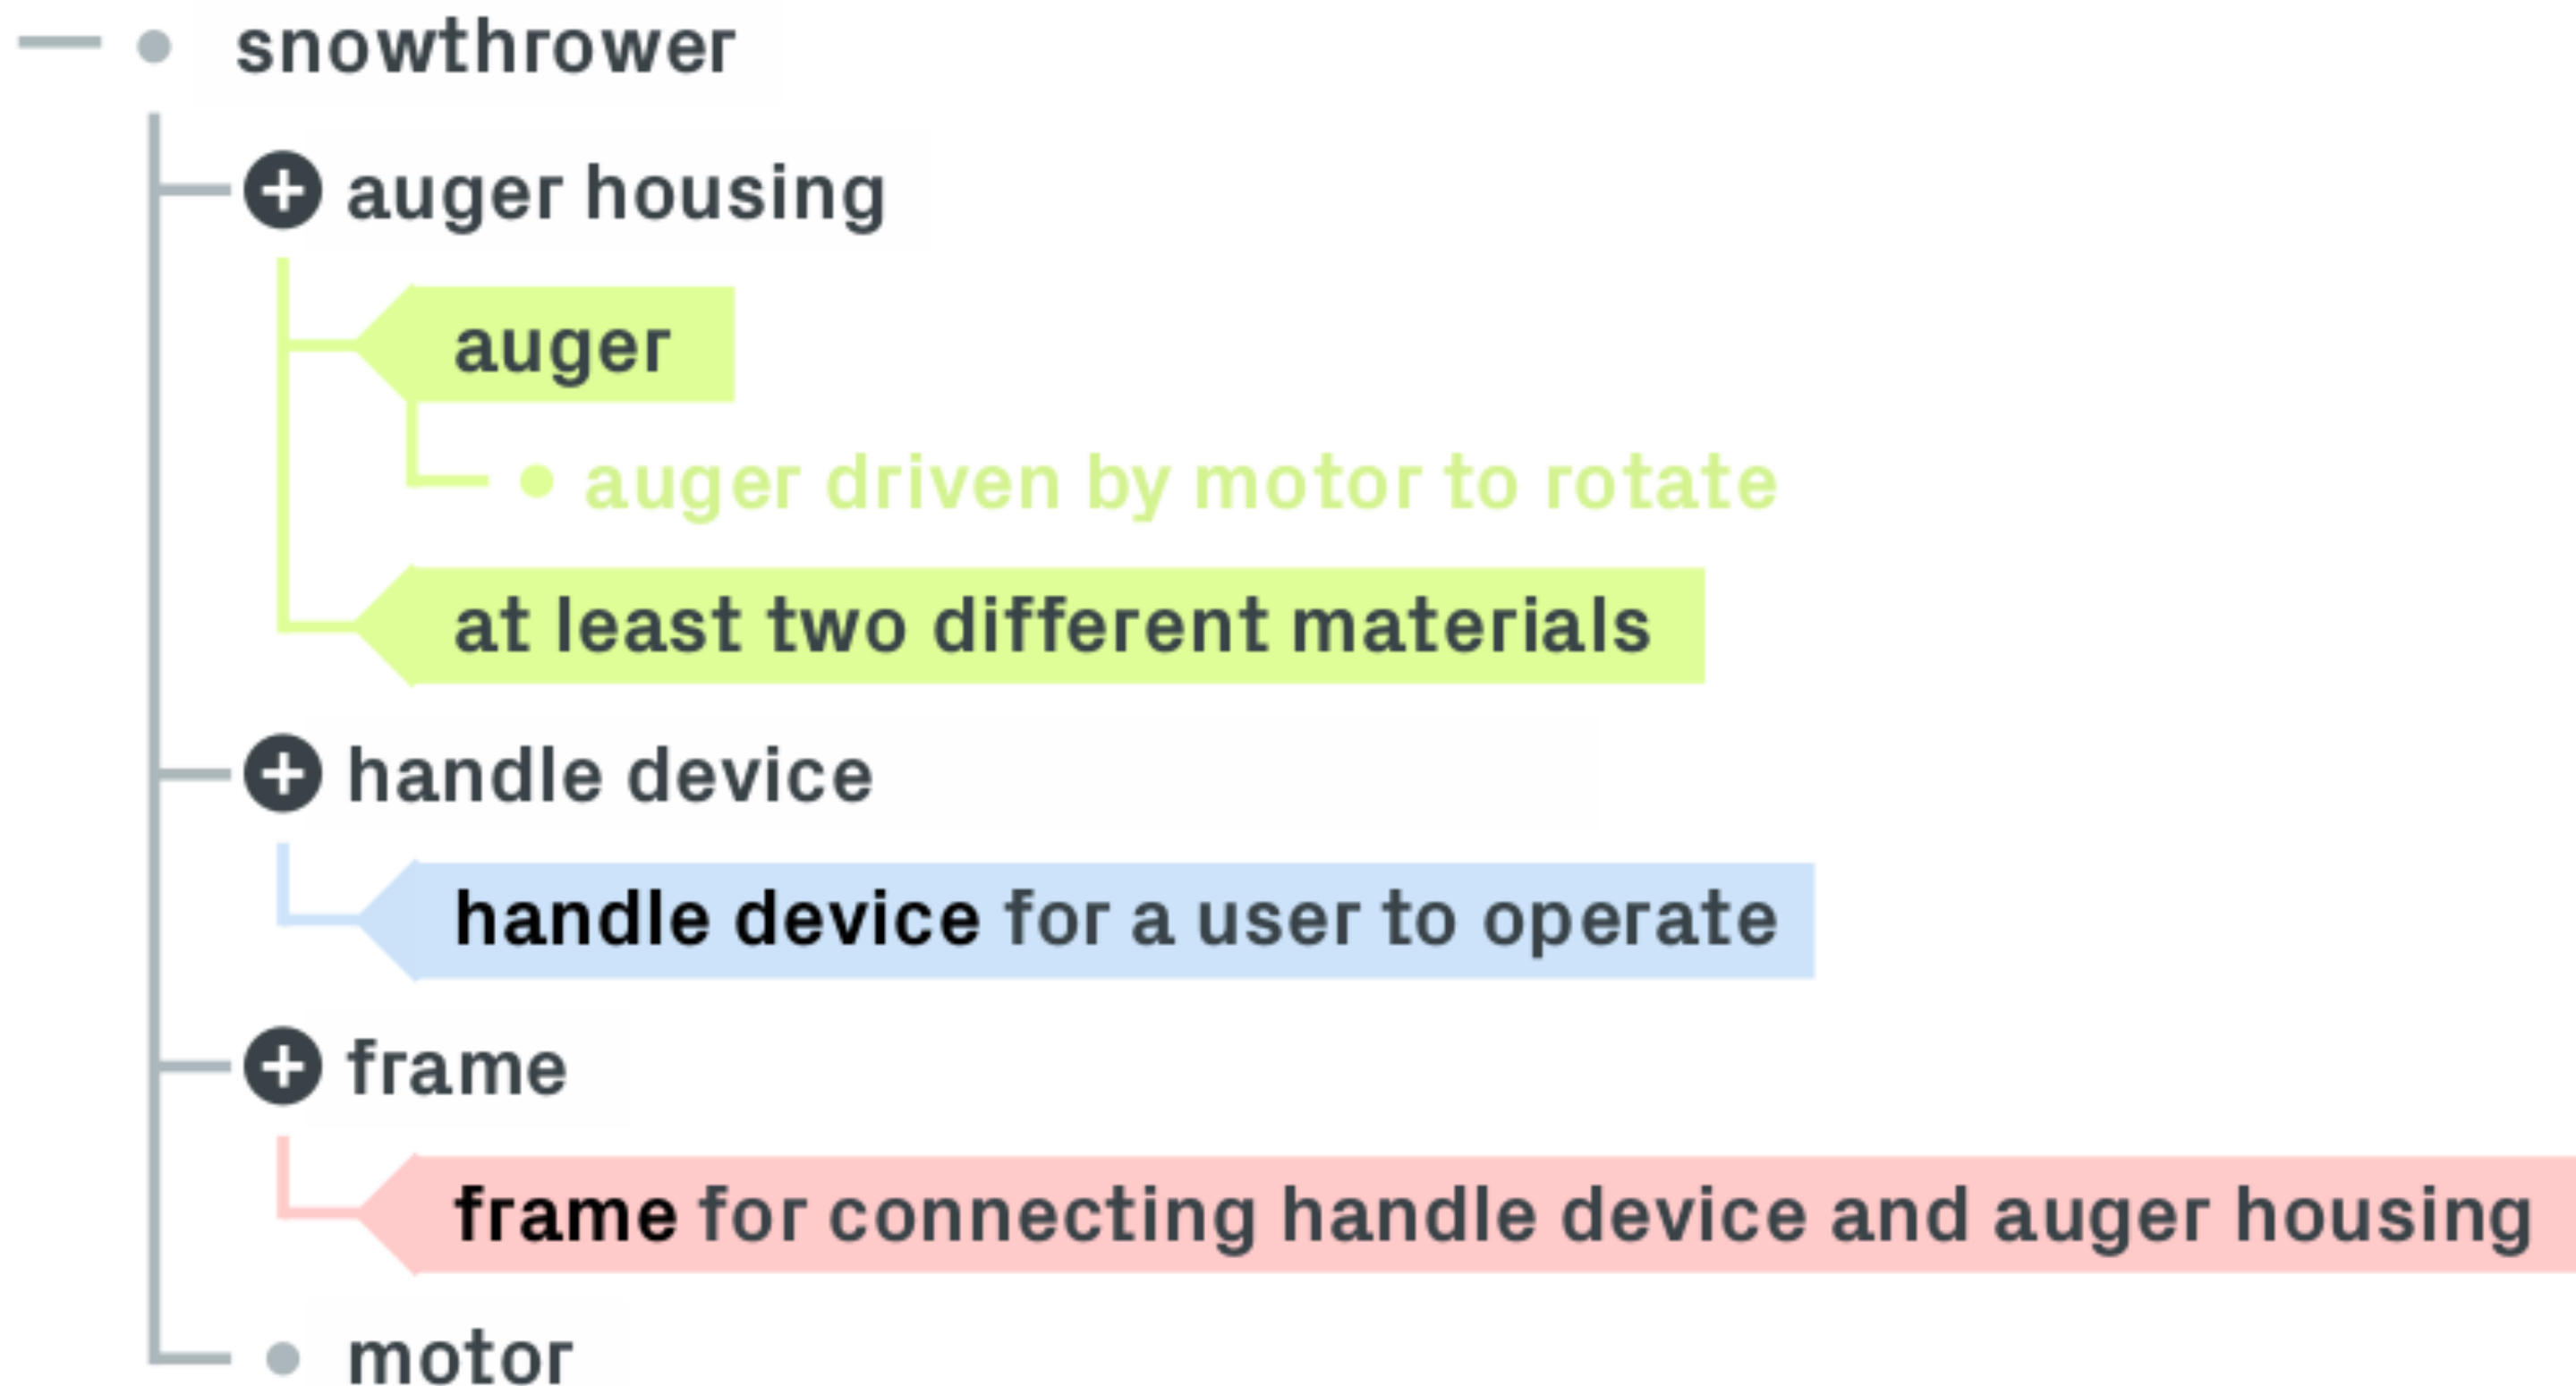 snowthrower
auger housing
auger
auger driven by motor to rotate
at least two different materials
handle device
handle device for a user to operate
frame
frame for connecting handle device and auger housing
motor